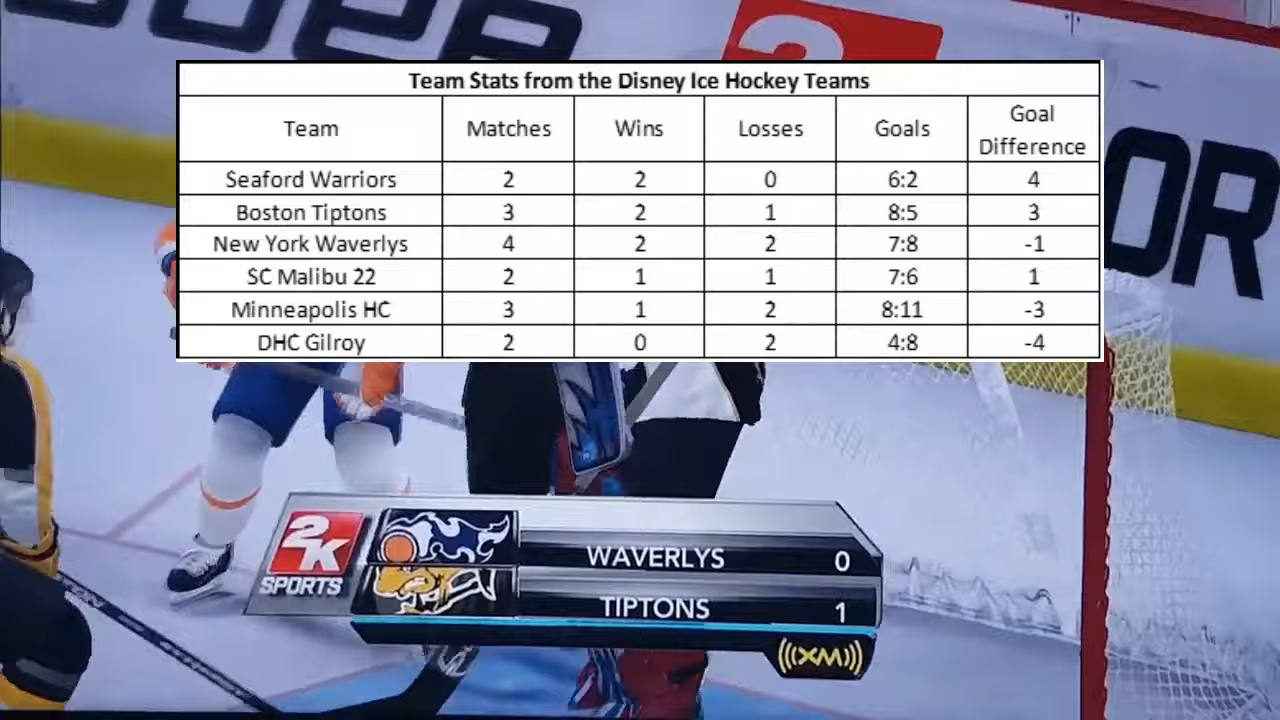 2
Team Stats from the Disney Ice Hockey Teams
Team Matches Wins Losses Goals Goal Difference
Seaford Warriors 2 2 0 6:2 4
Boston Tiptons 3 2 1 8:5 3
New York Waverlys 4 2 2 7:8 -1
SC Malibu 22 2 1 1 7:6 1
Minneapolis HC 3 1 2 8:11 -3
DHC Gilroy 2 0 2 4:8 -4
OR
2K
SPORTS
WAVERLYS 0
TIPTONS 1
((XM))